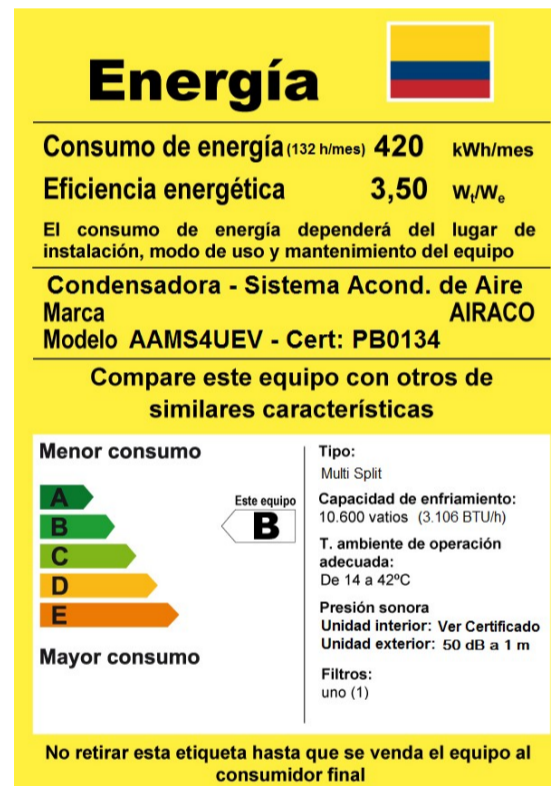 Energía
Consumo de energía (132 h/mes) 420 kWh/mes
Eficiencia energética 3,50 Wt/We
El consumo de energía dependerá del lugar de
instalación, modo de uso y mantenimiento del equipo
Condensadora - Sistema Acond. de Aire
Marca AIRACO
Modelo AAMS4UEV - Cert: PB0134
Compare este equipo con otros de
similares características
Menor consumo
A
B
C
D
E
Mayor consumo
Este equipo
B
Tipo:
Multi Split
Capacidad de enfriamiento:
10.600 vatios (3.106 BTU/h)
T. ambiente de operación
adecuada:
De 14 a 42ºC
Presión sonora
Unidad interior: Ver Certificado
Unidad exterior: 50 dB a 1 m
Filtros:
uno (1)
No retirar esta etiqueta hasta que se venda el equipo al
consumidor final